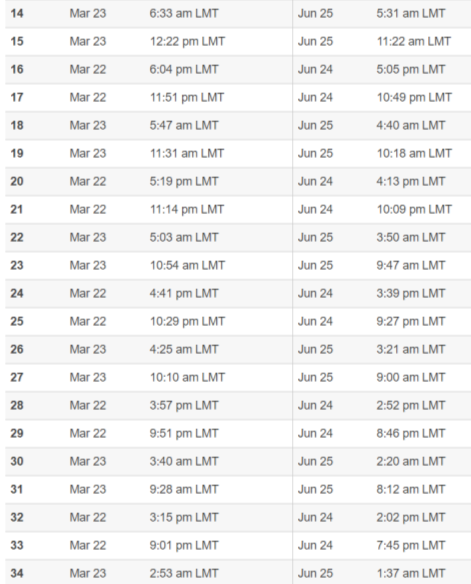 14 Mar 23 6:33 am LMT Jun 25 5:31 am LMT
15 Mar 23 12:22 pm LMT Jun 25 11:22 am LMT
16 Mar 22 6:04 pm LMT Jun 24 5:05 pm LMT
17 Mar 22 11:51 pm LMT Jun 24 10:49 pm LMT
18 Mar 23 5:47 am LMT Jun 25 4:40 am LMT
19 Mar 23 11:31 am LMT Jun 25 10:18 am LMT
20 Mar 22 5:19 pm LMT Jun 24 4:13 pm LMT
21 Mar 22 11:14 pm LMT Jun 24 10:09 pm LMT
22 Mar 23 5:03 am LMT Jun 25 3:50 am LMT
23 Mar 23 10:54 am LMT Jun 25 9:47 am LMT
24 Mar 22 4:41 pm LMT Jun 24 3:39 pm LMT
25 Mar 22 10:29 pm LMT Jun 24 9:27 pm LMT
26 Mar 23 4:25 am LMT Jun 25 3:21 am LMT
27 Mar 23 10:10 am LMT Jun 25 9:00 am LMT
28 Mar 22 3:57 pm LMT Jun 24 2:52 pm LMT
29 Mar 22 9:51 pm LMT Jun 24 8:46 pm LMT
30 Mar 23 3:40 am LMT Jun 25 2:20 am LMT
31 Mar 23 9:28 am LMT Jun 25 8:12 am LMT
32 Mar 22 3:15 pm LMT Jun 24 2:02 pm LMT
33 Mar 22 9:01 pm LMT Jun 24 7:45 pm LMT
34 Mar 23 2:53 am LMT Jun 25 1:37 am LMT